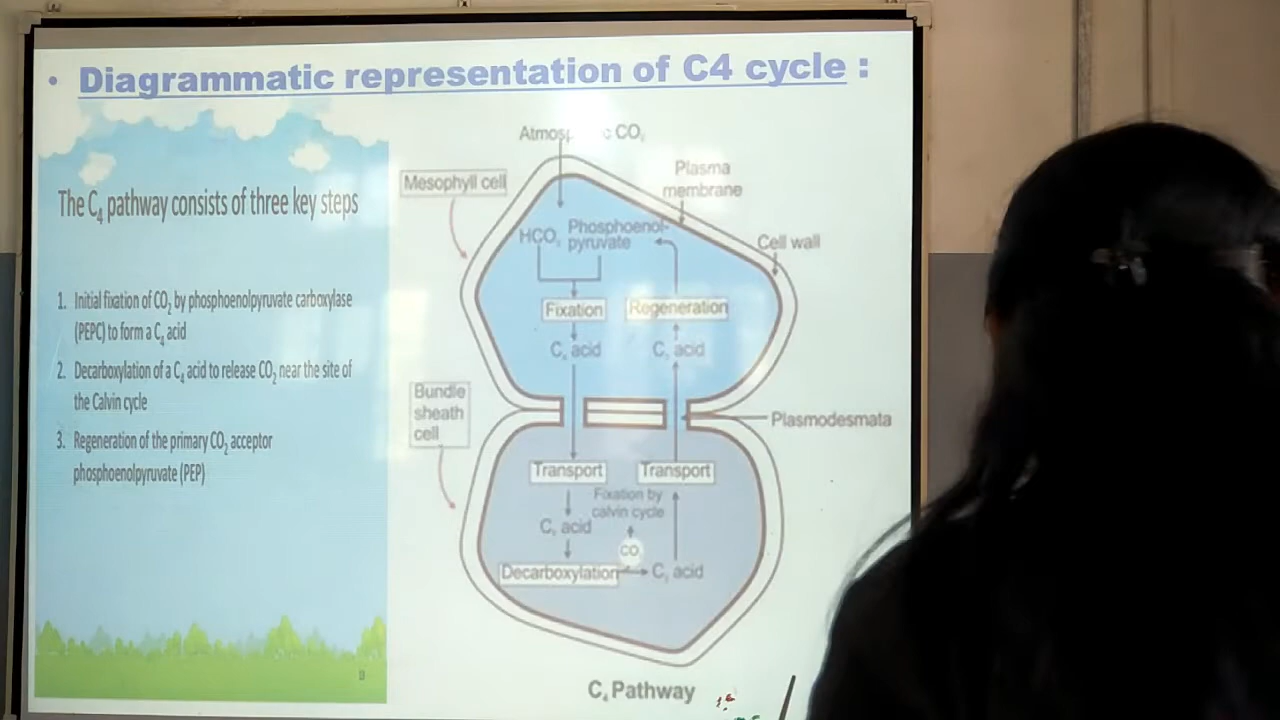 • Diagrammatic representation of C4 cycle :
The C₄ pathway consists of three key steps
1. Initial fixation of CO₂ by phosphoenolpyruvate carboxylase
(PEPC) to form a C₄ acid
2. Decarboxylation of a C₄ acid to release CO₂ near the site of
the Calvin cycle
3. Regeneration of the primary CO₂ acceptor
phosphoenolpyruvate (PEP)
CO₂
Mesophyll cell
Plasma
membrane
HCO₃
Phosphoenol-
pyruvate
Cell wall
Fixation
Regeneration
C₄ acid
C₃ acid
Bundle
sheath
cell
Plasmodesmata
Transport
Transport
Fixation by
calvin cycle
C₄ acid
CO
Decarboxylation
C₃ acid
C₄ Pathway